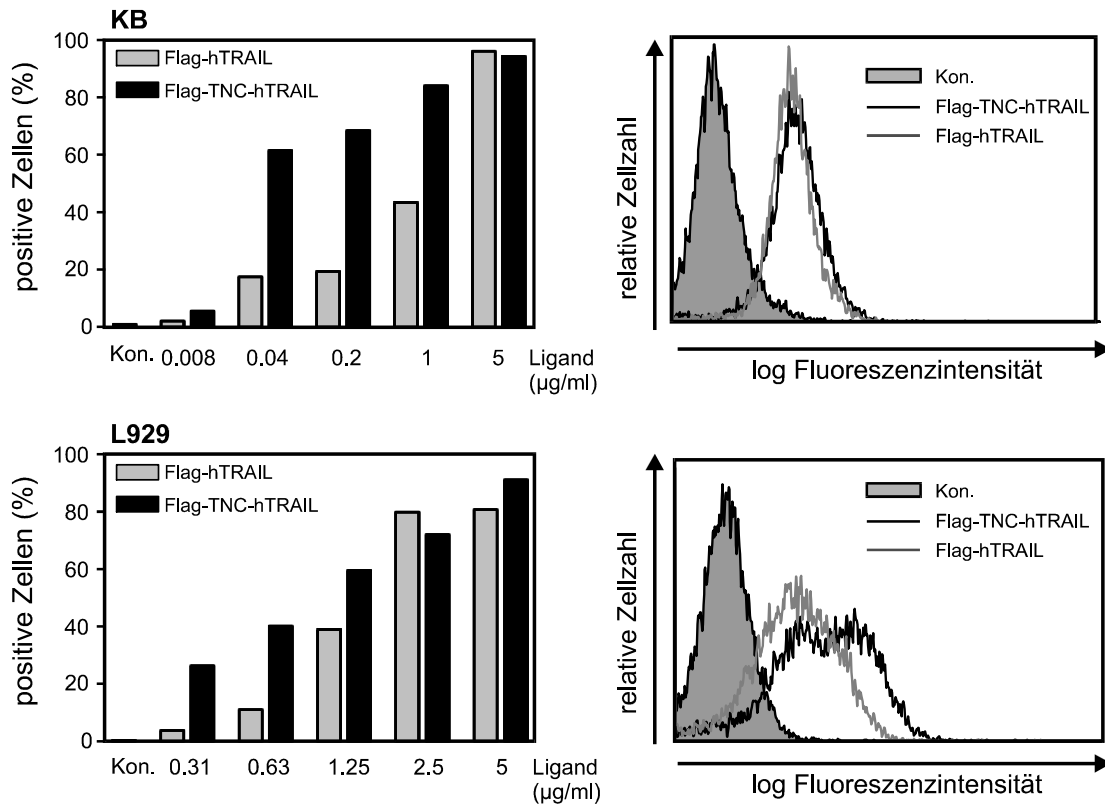 KB
100
80
60
40
20
0
positive Zellen (%)
Flag-hTRAIL
Flag-TNC-hTRAIL
Kon. 0.008 0.04 0.2 1 5 Ligand
(µg/ml)
relative Zellzahl
Kon.
Flag-TNC-hTRAIL
Flag-hTRAIL
log Fluoreszenzintensität
L929
100
80
60
40
20
0
positive Zellen (%)
Flag-hTRAIL
Flag-TNC-hTRAIL
Kon. 0.31 0.63 1.25 2.5 5 Ligand
(µg/ml)
relative Zellzahl
Kon.
Flag-TNC-hTRAIL
Flag-hTRAIL
log Fluoreszenzintensität